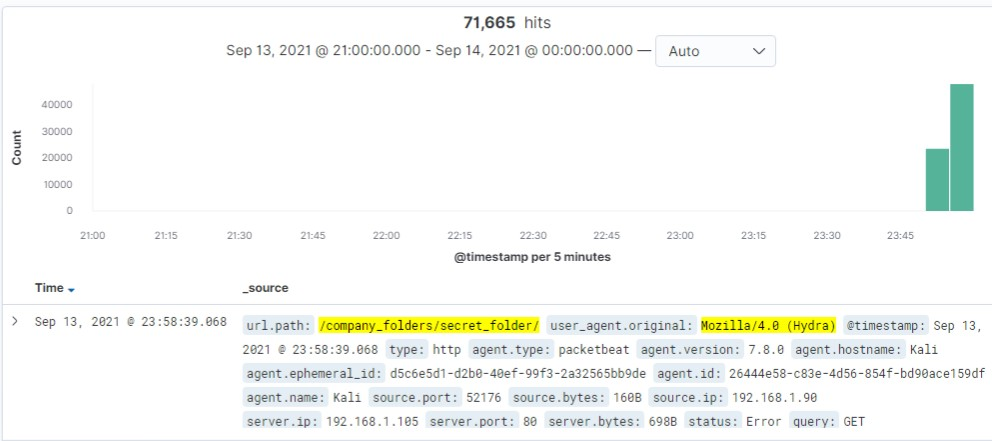 71,665 hits
Sep 13, 2021 @ 21:00:00.000 - Sep 14, 2021 @ 00:00:00.000 — Auto
Count
40000
30000
20000
10000
0
21:00 21:15 21:30 21:45 22:00 22:15 22:30 22:45 23:00 23:15 23:30 23:45
@timestamp per 5 minutes
Time _source
Sep 13, 2021 @ 23:58:39.068 url.path: /company_folders/secret_folder/ user_agent.original: Mozilla/4.0 (Hydra) @timestamp: Sep 13,
2021 @ 23:58:39.068 type: http agent.type: packetbeat agent.version: 7.8.0 agent.hostname: Kali
agent.ephemeral_id: d5c6e5d1-d2b0-40ef-99f3-2a32565bb9de agent.id: 26444e58-c83e-4d56-854f-bd90ace159df
agent.name: Kali source.port: 52176 source.bytes: 160B source.ip: 192.168.1.90
server.ip: 192.168.1.105 server.port: 80 server.bytes: 698B status: Error query: GET